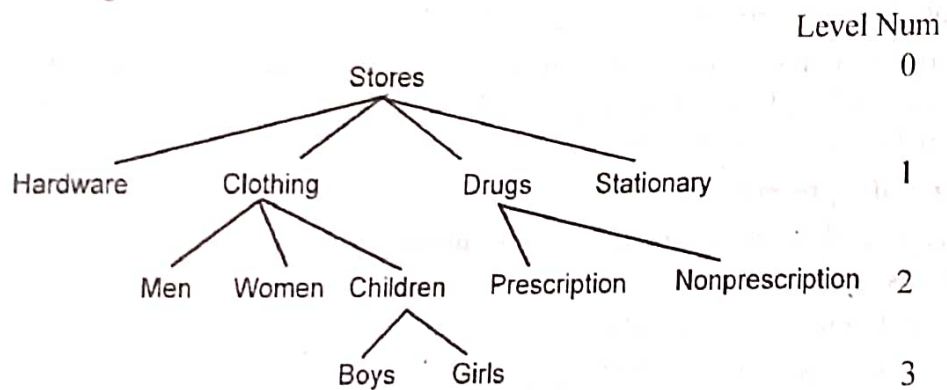 Level Num
Stores 0
Hardware Clothing Drugs Stationary 1
Men Women Children Prescription Nonprescription 2
Boys Girls 3